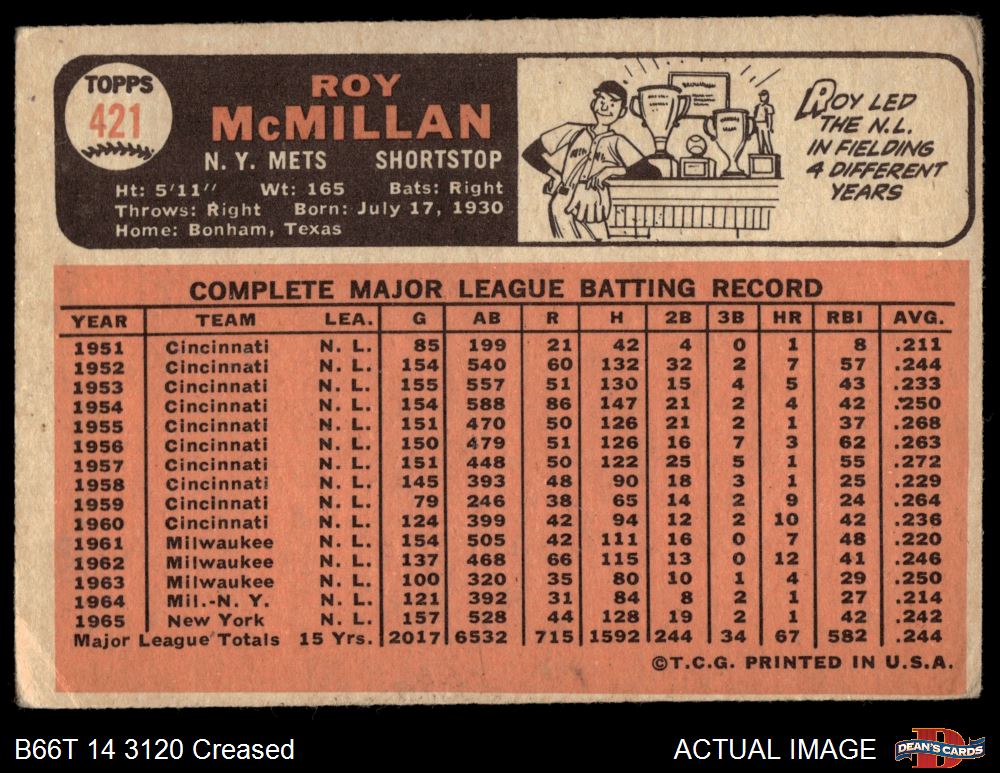 TOPPS
421
ROY
McMILLAN
N. Y. METS SHORTSTOP
Ht: 5'11" Wt: 165 Bats: Right
Throws: Right Born: July 17, 1930
Home: Bonham, Texas
ROY LED
THE N.L.
IN FIELDING
4 DIFFERENT
YEARS
COMPLETE MAJOR LEAGUE BATTING RECORD
YEAR TEAM LEA. G AB R H 2B 3B HR RBI AVG.
1951 Cincinnati N. L. 85 199 21 42 4 0 1 8 .211
1952 Cincinnati N. L. 154 540 60 132 32 2 7 57 .244
1953 Cincinnati N. L. 155 557 51 130 15 4 5 43 .233
1954 Cincinnati N. L. 154 588 86 147 21 2 4 42 .250
1955 Cincinnati N. L. 151 470 50 126 21 2 1 37 .268
1956 Cincinnati N. L. 150 479 51 126 16 7 3 62 .263
1957 Cincinnati N. L. 151 448 50 122 25 5 1 55 .272
1958 Cincinnati N. L. 145 393 48 90 18 3 1 25 .229
1959 Cincinnati N. L. 79 246 38 65 14 2 9 24 .264
1960 Cincinnati N. L. 124 399 42 94 12 2 10 42 .236
1961 Milwaukee N. L. 154 505 42 111 16 0 7 48 .220
1962 Milwaukee N. L. 137 468 66 115 13 0 12 41 .246
1963 Milwaukee N. L. 100 320 35 80 10 1 4 29 .250
1964 Mil.-N. Y. N. L. 121 392 31 84 8 2 1 27 .214
1965 New York N. L. 157 528 44 128 19 2 1 42 .242
Major League Totals 15 Yrs. 2017 6532 715 1592 244 34 67 582 .244
©T.C.G. PRINTED IN U.S.A.
B66T 14 3120 Creased
ACTUAL IMAGE
DEAN'S CARDS